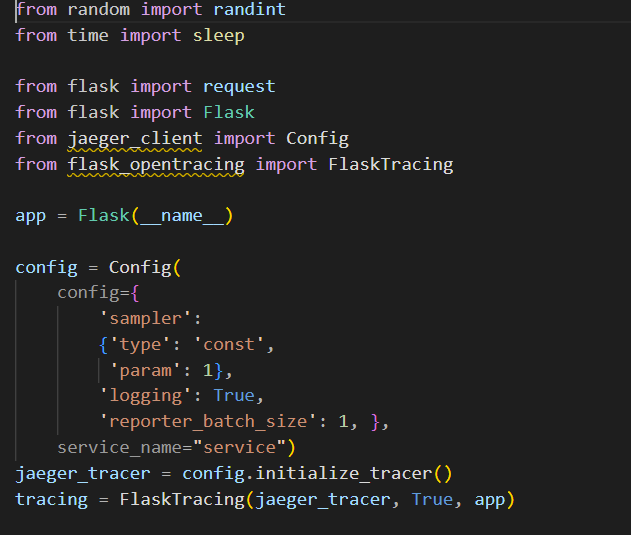 from random import randint
from time import sleep

from flask import request
from flask import Flask
from jaeger_client import Config
from flask_opentracing import FlaskTracing

app = Flask(__name__)

config = Config(
    config={
        'sampler':
        {'type': 'const',
         'param': 1},
        'logging': True,
        'reporter_batch_size': 1, },
    service_name="service")
jaeger_tracer = config.initialize_tracer()
tracing = FlaskTracing(jaeger_tracer, True, app)